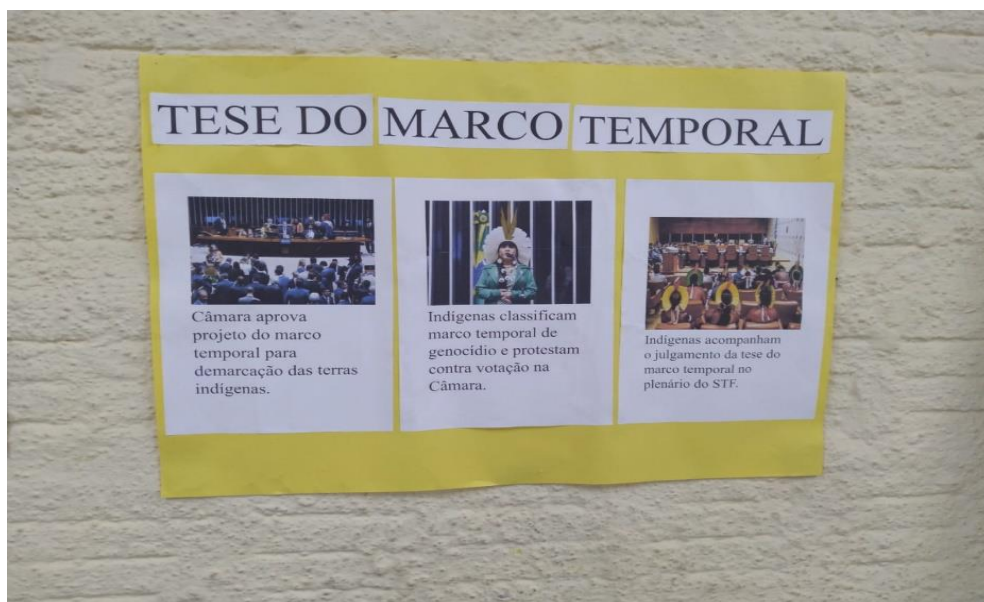 TESE DO MARCO TEMPORAL
Câmara aprova
projeto do marco
temporal para
demarcação das terras
indígenas.
Indígenas classificam
marco temporal de
genocídio e protestam
contra votação na
Câmara.
Indígenas acompanham
o julgamento da tese do
marco temporal no
plenário do STF.